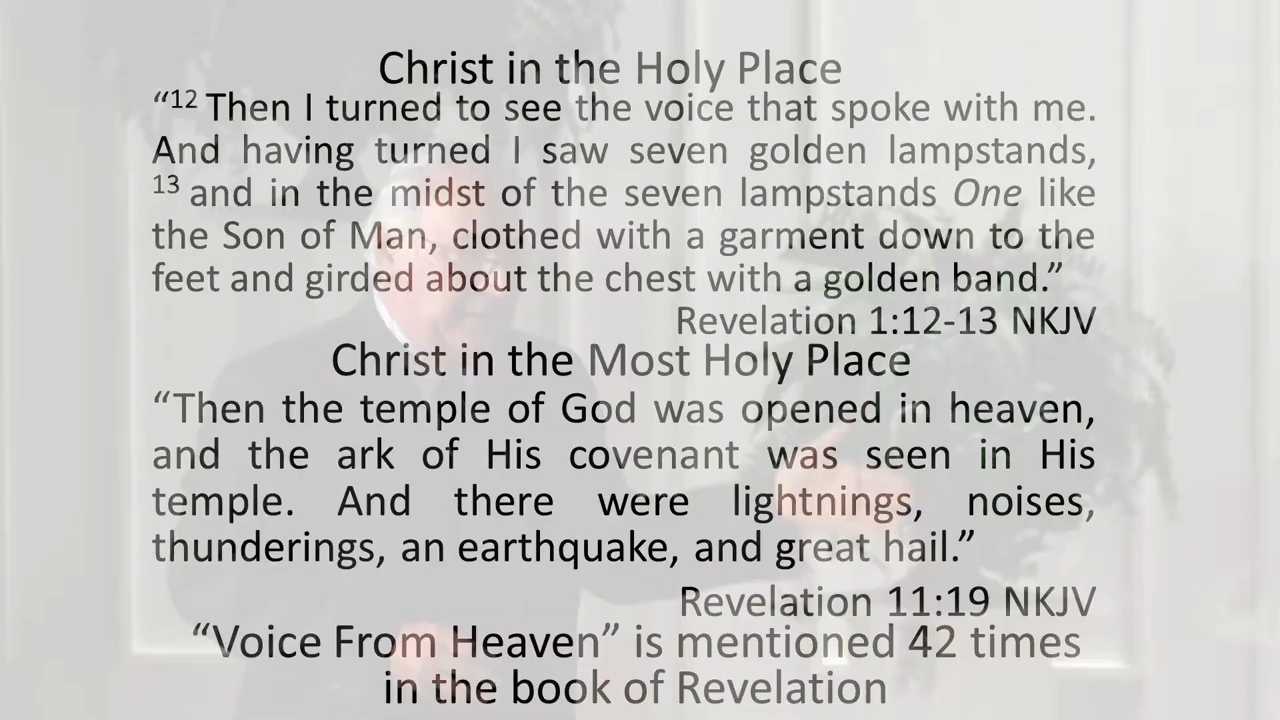 Christ in the Holy Place
“12 Then I turned to see the voice that spoke with me.
And having turned I saw seven golden lampstands,
13 and in the midst of the seven lampstands One like
the Son of Man, clothed with a garment down to the
feet and girded about the chest with a golden band.”
Revelation 1:12-13 NKJV
Christ in the Most Holy Place
“Then the temple of God was opened in heaven,
and the ark of His covenant was seen in His
temple. And there were lightnings, noises,
thunderings, an earthquake, and great hail.”
Revelation 11:19 NKJV
“Voice From Heaven” is mentioned 42 times
in the book of Revelation